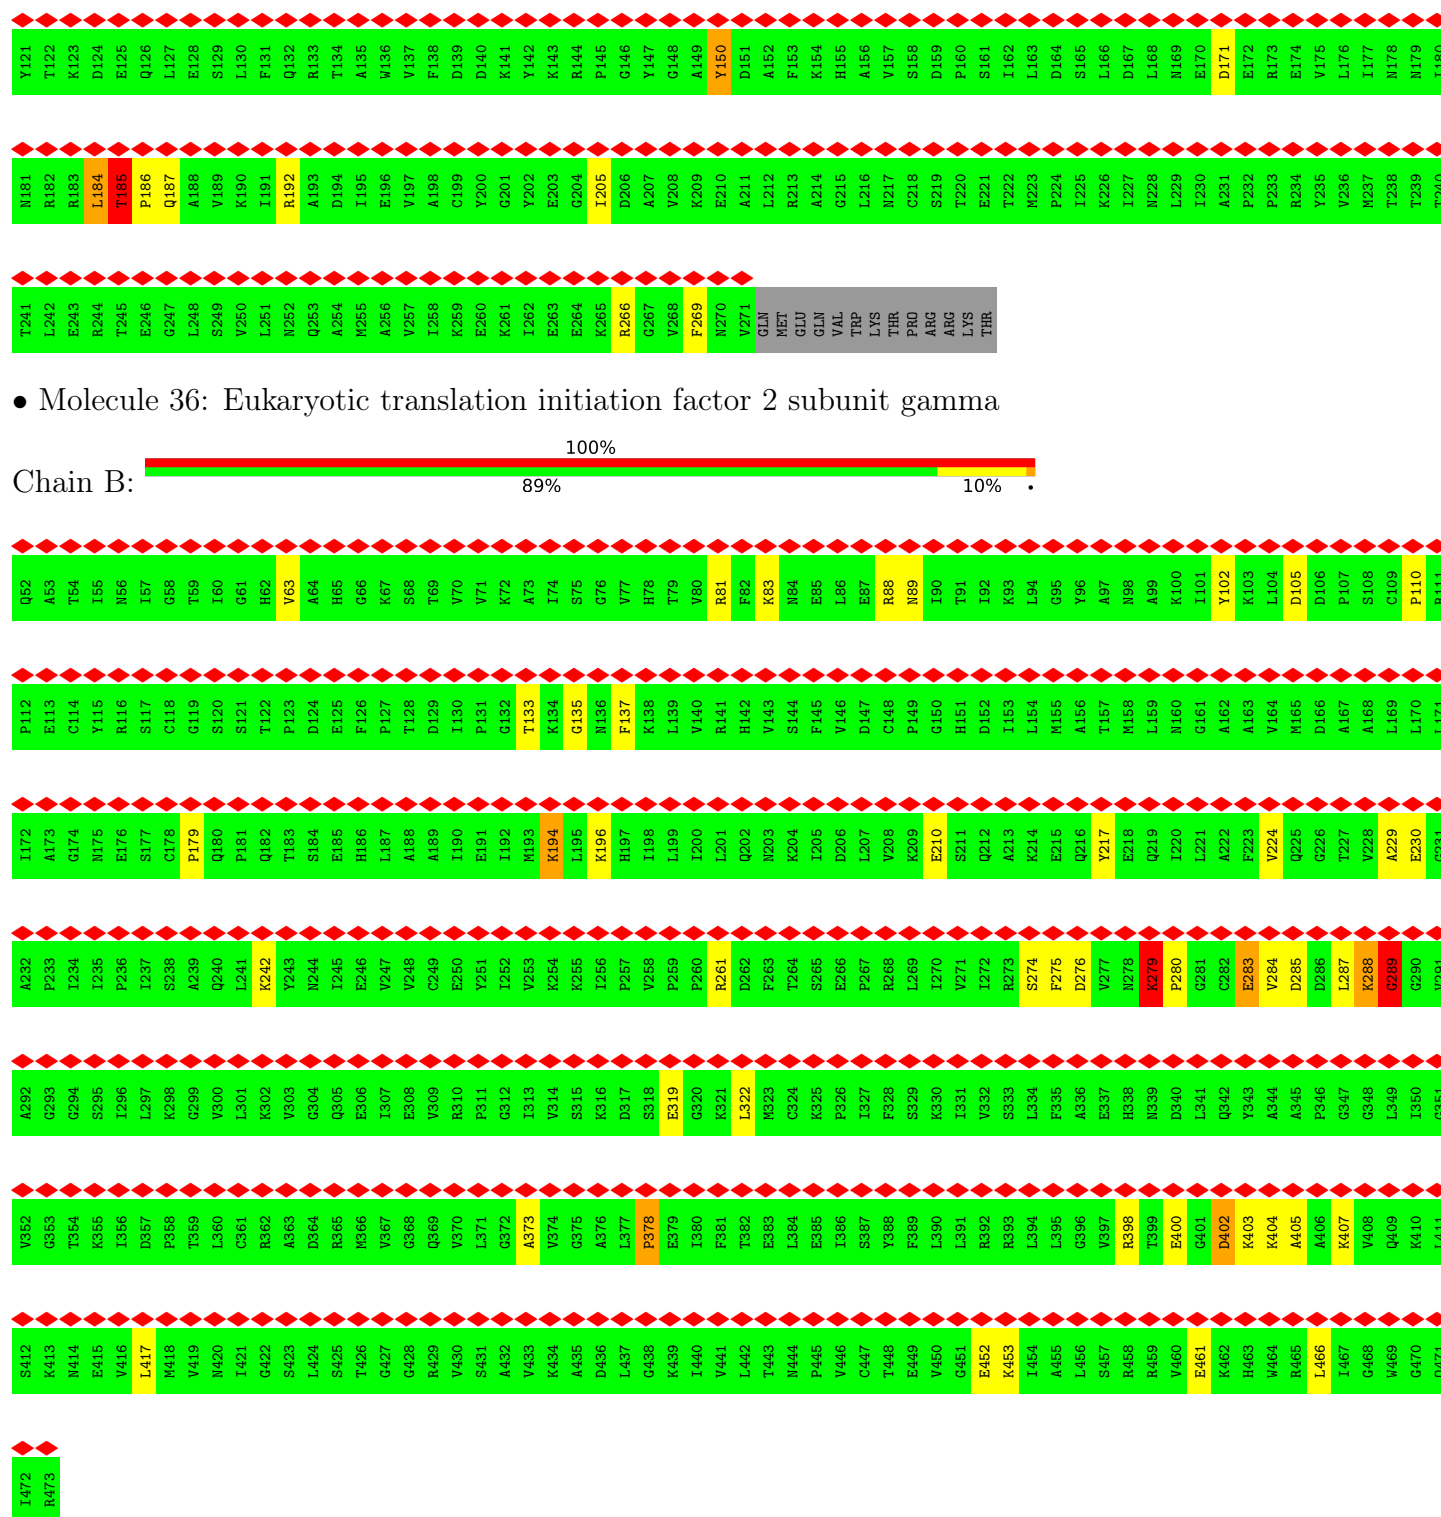 Y121 T122 K123 D124 E125 Q126 L127 E128 S129 L130 F131 Q132 R133 T134 A135 W136 V137 F138 D139 D140 K141 Y142 K143 R144 P145 G146 Y147 G148 A149 Y150 D151 A152 F153 K154 H155 A156 V157 S158 D159 P160 S161 I162 L163 D164 S165 L166 D167 L168 N169 E170 D171 E172 R173 E174 V175 L176 I177 N178 N179 I180
N181 R182 R183 L184 T185 P186 Q187 A188 V189 K190 I191 R192 A193 D194 I195 E196 V197 A198 C199 Y200 G201 Y202 E203 G204 I205 D206 A207 V208 K209 E210 A211 L212 R213 A214 G215 L216 N217 C218 S219 T220 E221 T222 M223 P224 I225 K226 I227 N228 L229 I230 A231 P232 P233 R234 Y235 V236 M237 T238 T239 T240
T241 L242 E243 R244 T245 E246 G247 L248 S249 V250 L251 N252 Q253 A254 M255 A256 V257 I258 K259 E260 K261 I262 E263 E264 K265 R266 G267 V268 F269 N270 V271 GLN MET GLU GLN VAL TRP LYS THR PRO ARG ARG LYS THR
• Molecule 36: Eukaryotic translation initiation factor 2 subunit gamma
100%
Chain B:
89% 10% •
Q52 A53 T54 I55 N56 I57 G58 T59 I60 G61 H62 V63 A64 H65 G66 K67 S68 T69 V70 V71 K72 A73 I74 S75 G76 V77 H78 T79 V80 R81 F82 K83 N84 E85 L86 E87 R88 N89 I90 T91 I92 K93 L94 G95 Y96 A97 N98 A99 K100 I101 Y102 K103 L104 D105 D106 P107 S108 C109 P110 R111
P112 E113 C114 Y115 R116 S117 C118 G119 S120 S121 T122 P123 D124 E125 F126 P127 T128 D129 I130 P131 G132 T133 K134 G135 N136 F137 K138 L139 V140 R141 H142 V143 S144 F145 V146 D147 C148 P149 G150 H151 D152 I153 L154 M155 A156 T157 M158 L159 N160 G161 A162 A163 V164 M165 D166 A167 A168 L169 L170 L171
I172 A173 G174 N175 E176 S177 C178 P179 Q180 P181 Q182 T183 S184 E185 H186 L187 A188 A189 I190 E191 I192 M193 K194 L195 K196 H197 I198 L199 I200 L201 Q202 N203 K204 I205 D206 L207 V208 K209 E210 S211 Q212 A213 K214 E215 Q216 Y217 E218 Q219 I220 L221 A222 F223 V224 Q225 G226 T227 V228 A229 E230 G231
A232 P233 I234 I235 P236 I237 S238 A239 Q240 L241 K242 Y243 N244 I245 E246 V247 V248 C249 E250 Y251 I252 V253 K254 K255 I256 P257 V258 P259 P260 R261 D262 F263 T264 S265 E266 P267 R268 L269 I270 V271 I272 R273 S274 F275 D276 V277 N278 K279 P280 G281 C282 E283 V284 D285 D286 L287 K288 G289 G290 V291
A292 G293 G294 S295 I296 L297 K298 G299 V300 L301 K302 V303 G304 Q305 E306 I307 E308 V309 R310 P311 G312 I313 V314 S315 K316 D317 S318 E319 G320 K321 L322 M323 C324 K325 P326 I327 F328 S329 K330 I331 V332 S333 L334 F335 A336 E337 H338 N339 D340 L341 Q342 Y343 A344 A345 P346 G347 G348 L349 I350 G351
V352 G353 T354 K355 I356 D357 P358 T359 L360 C361 R362 A363 D364 R365 M366 V367 G368 Q369 V370 L371 G372 A373 V374 G375 A376 L377 P378 E379 I380 F381 T382 E383 L384 E385 I386 S387 Y388 F389 L390 L391 R392 R393 L394 L395 G396 V397 R398 T399 E400 G401 D402 K403 K404 A405 A406 K407 V408 Q409 K410 L411
S412 K413 N414 E415 V416 L417 M418 V419 N420 I421 G422 S423 L424 S425 T426 G427 G428 R429 V430 S431 A432 V433 K434 A435 D436 L437 G438 K439 I440 V441 L442 T443 N444 P445 V446 C447 T448 E449 V450 G451 E452 K453 I454 A455 L456 S457 R458 R459 V460 E461 K462 H463 W464 R465 L466 I467 G468 W469 G470 Q471
I472 R473